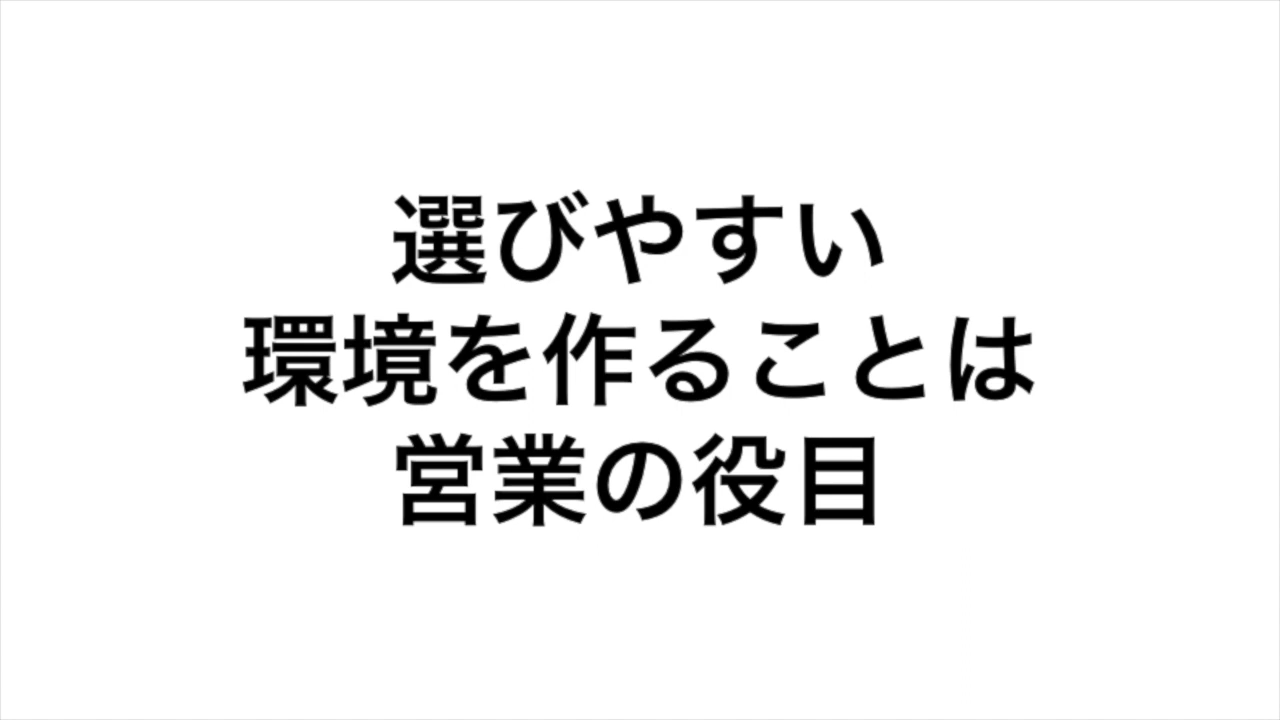 選びやすい
環境を作ることは
営業の役目